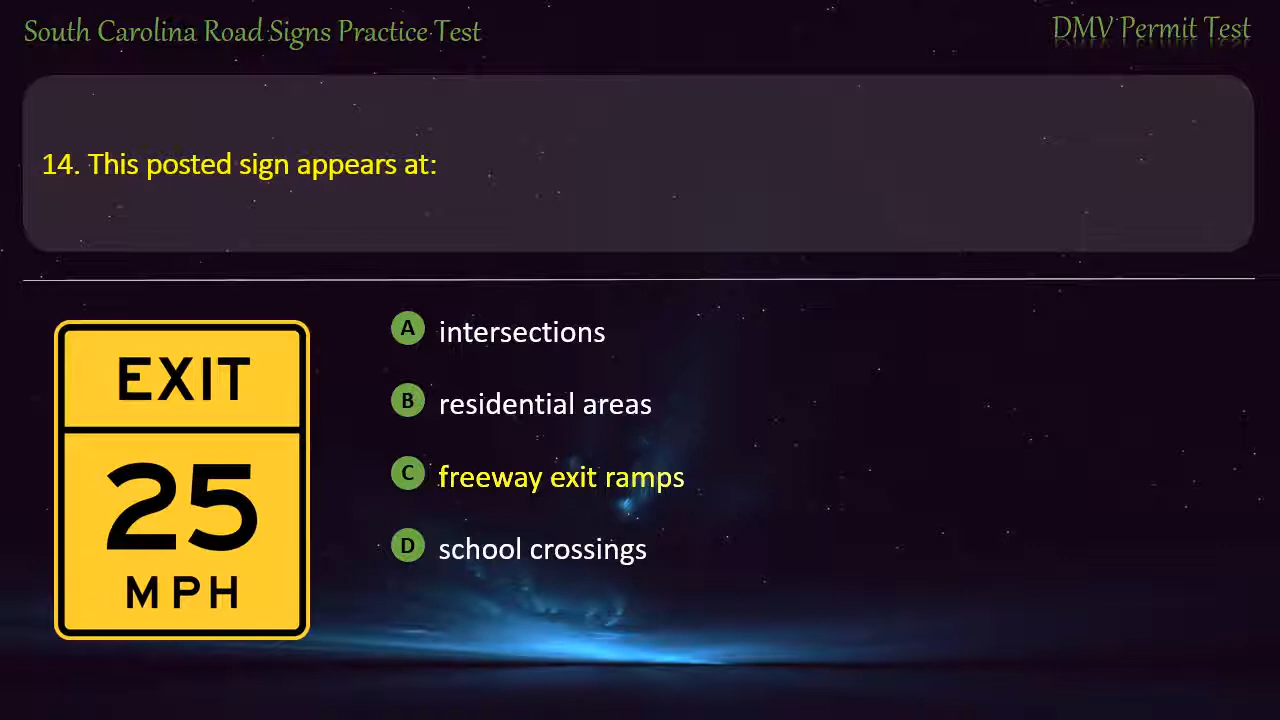 South Carolina Road Signs Practice Test
DMV Permit Test
14. This posted sign appears at:
EXIT
25
MPH
A intersections
B residential areas
C freeway exit ramps
D school crossings